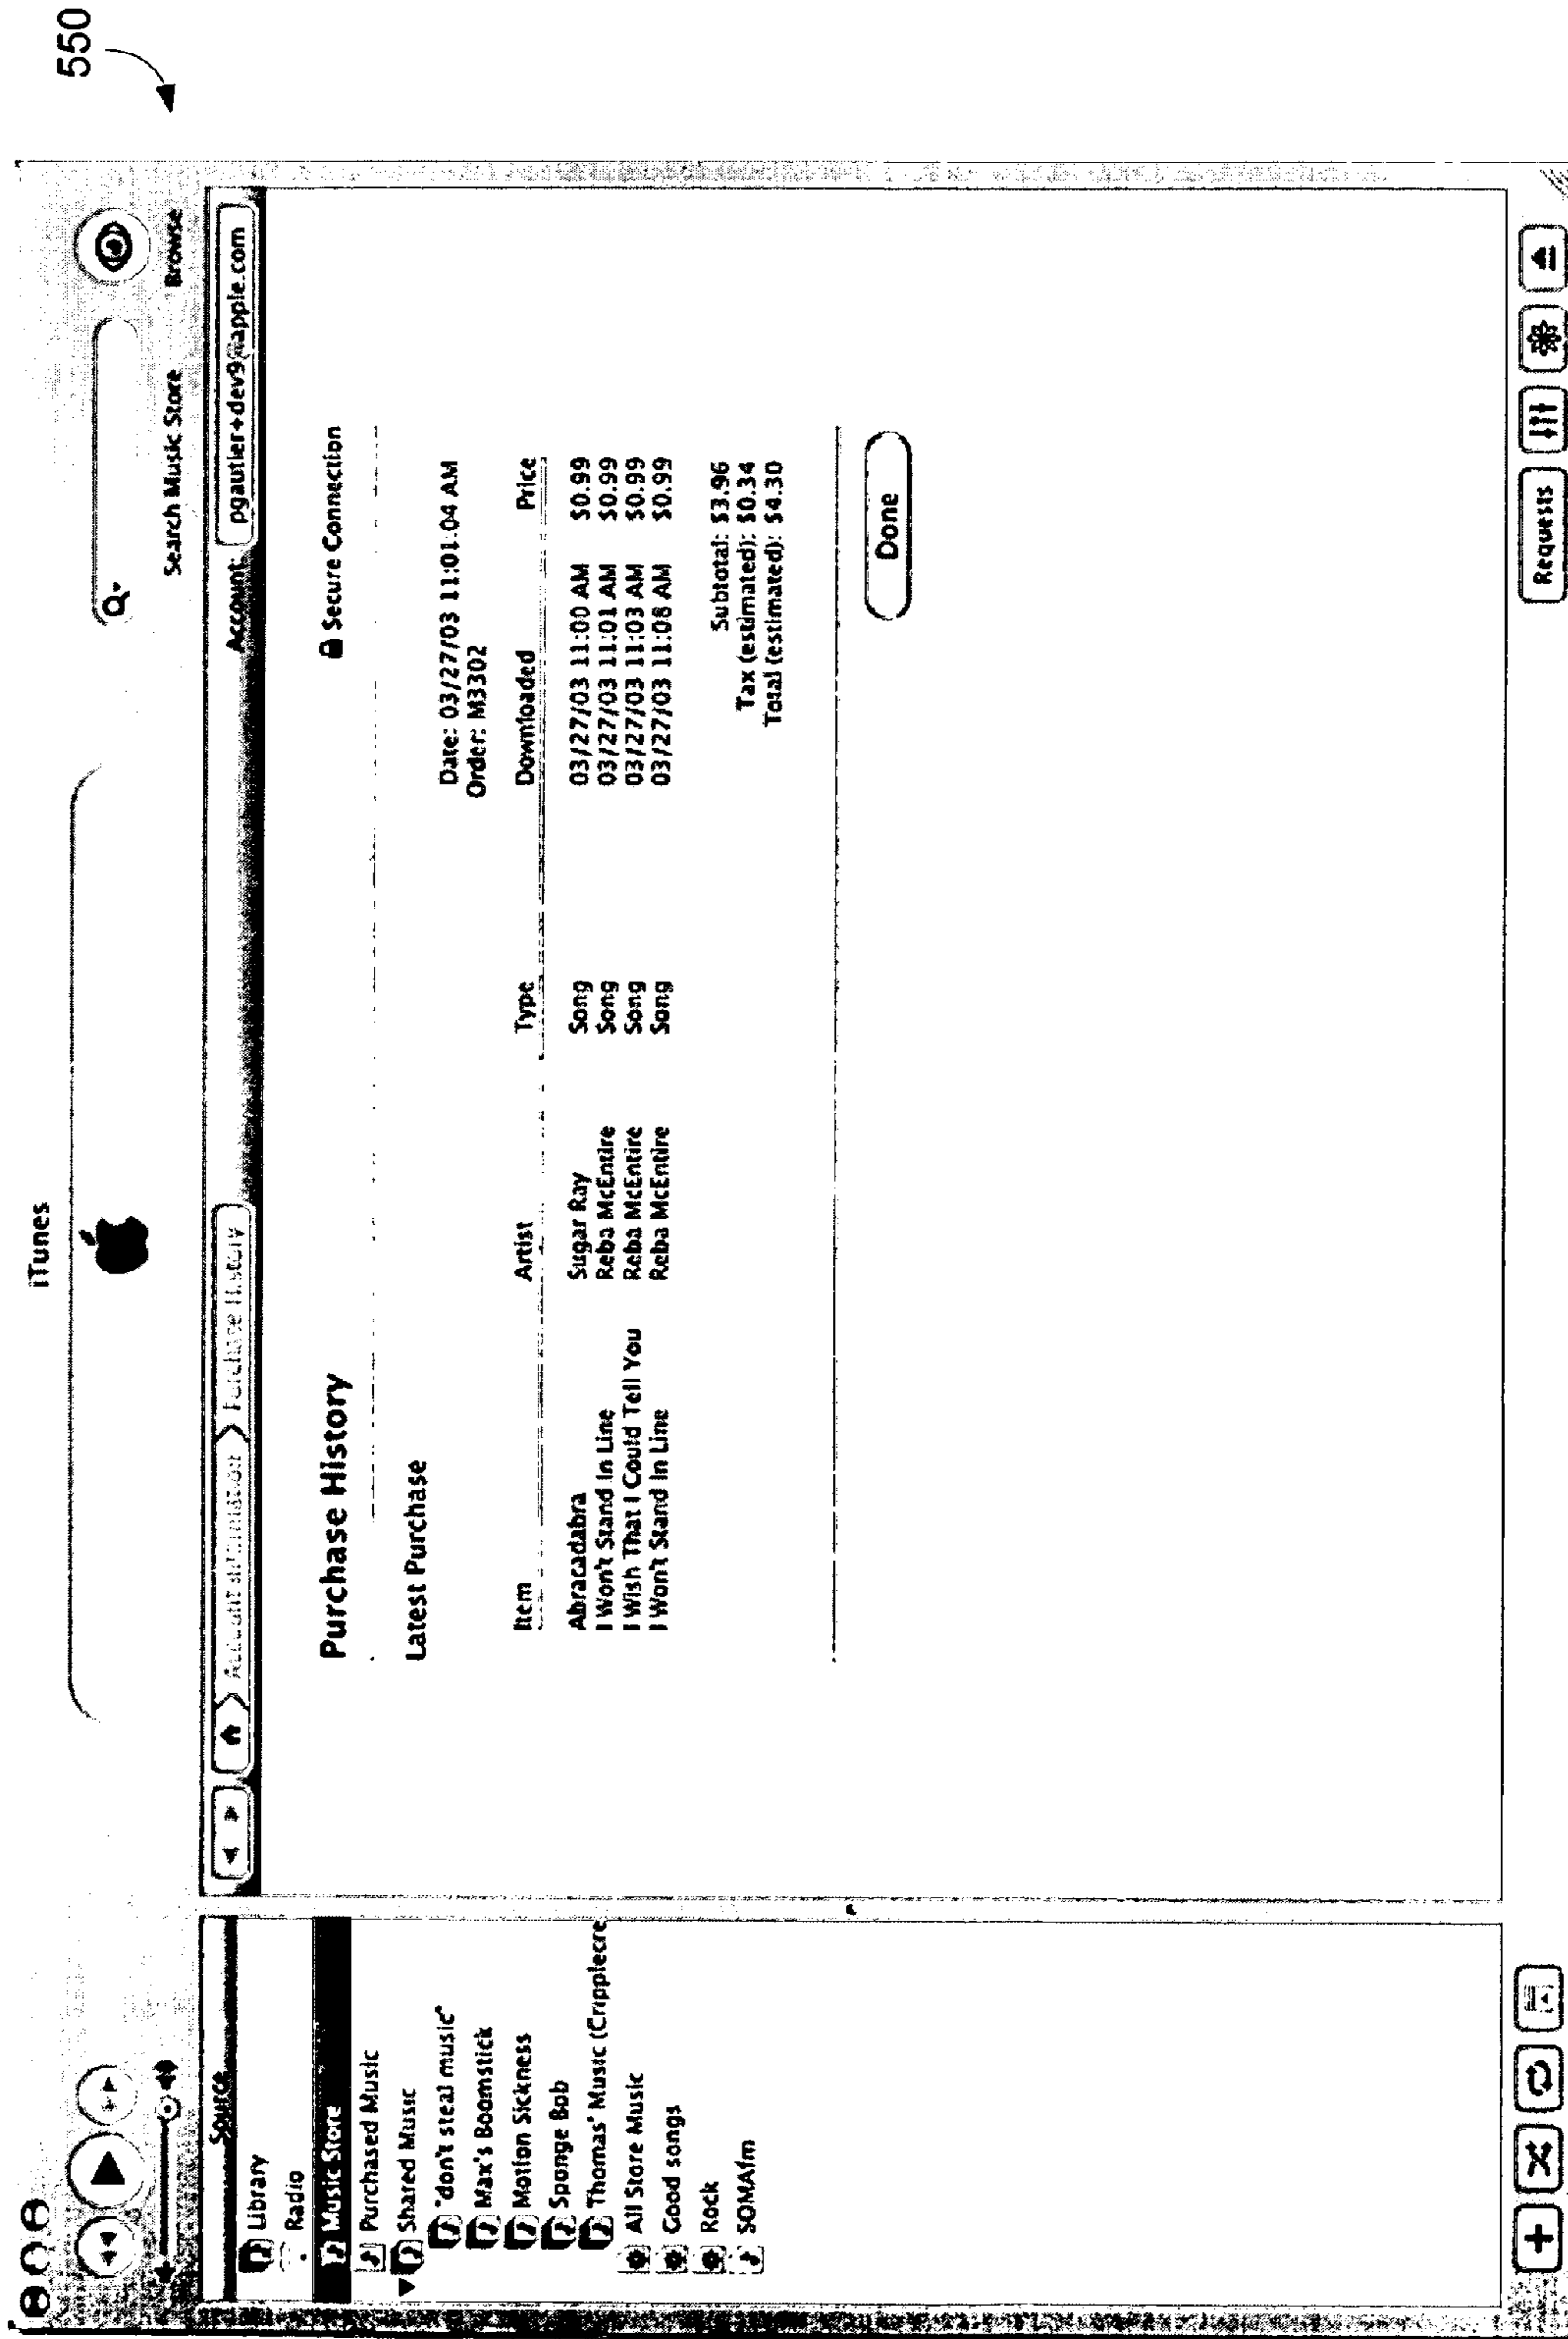 550
iTunes
Search Music Store
Browse
Source
Library
Radio
Music Store
Purchased Music
Shared Music
"don't steal music"
Max's Boomstick
Motion Sickness
Sponge Bob
Thomas' Music (Cripplecre
All Store Music
Good songs
Rock
SOMAfm
Account Information
Purchase History
Account: pgautier+dev9@apple.com
Purchase History
Secure Connection
Latest Purchase
Date: 03/27/03 11:01:04 AM
Order: M3302
Item Artist Type Downloaded Price
Abracadabra Sugar Ray Song 03/27/03 11:00 AM $0.99
I Won't Stand In Line Reba McEntire Song 03/27/03 11:01 AM $0.99
I Wish That I Could Tell You Reba McEntire Song 03/27/03 11:03 AM $0.99
I Won't Stand In Line Reba McEntire Song 03/27/03 11:08 AM $0.99
Subtotal: $3.96
Tax (estimated): $0.34
Total (estimated): $4.30
Done
Requests